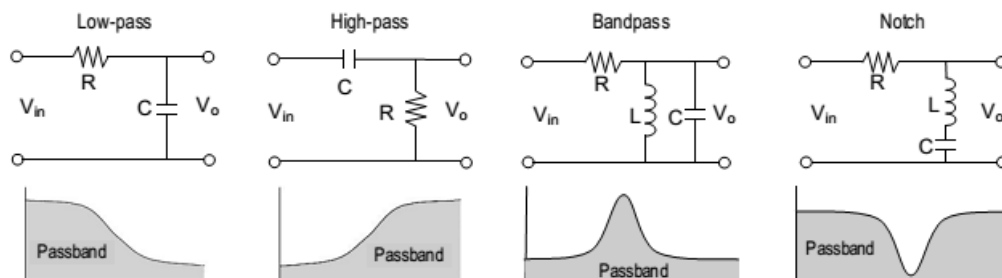 Low-pass
High-pass
Bandpass
Notch
R
C
V_in
V_o
C
R
V_in
V_o
R
L
C
V_in
V_o
R
L
C
V_in
V_o
Passband
Passband
Passband
Passband